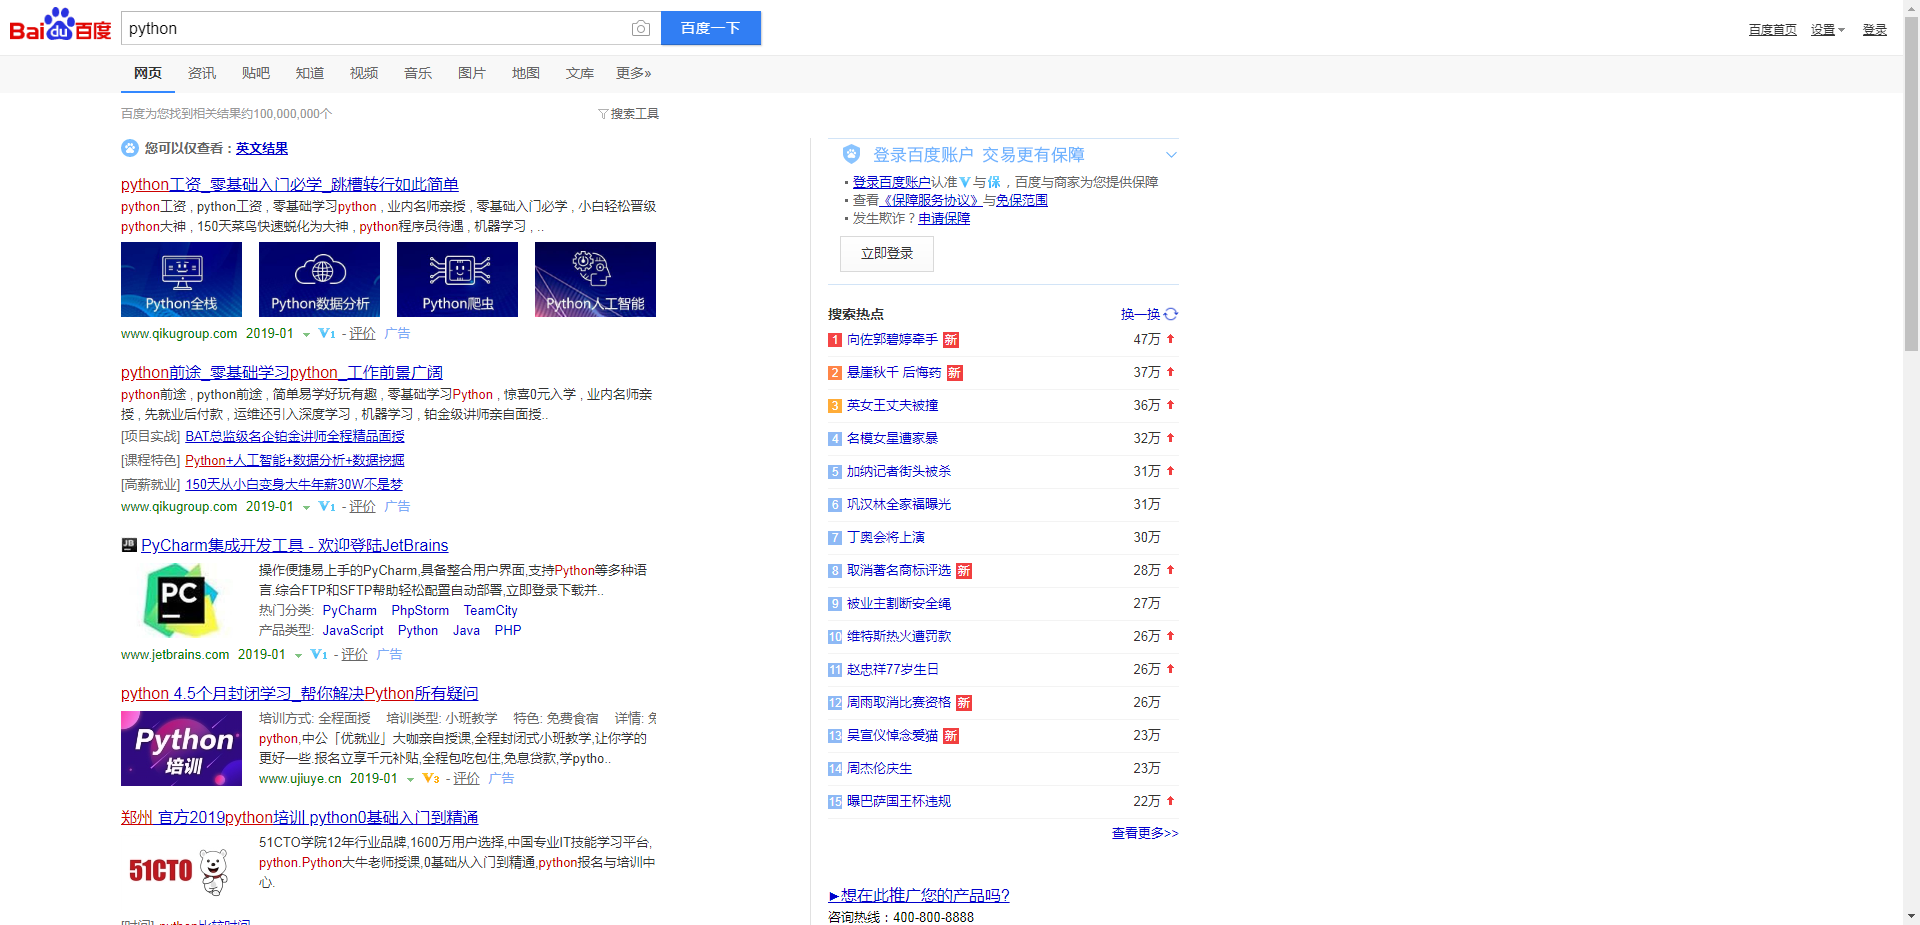 Bai du 百度
python
百度一下
百度首页 设置 登录
网页 资讯 贴吧 知道 视频 音乐 图片 地图 文库 更多»
百度为您找到相关结果约100,000,000个
搜索工具
您可以仅查看：英文结果
python工资_零基础入门必学_跳槽转行如此简单
python工资 , python工资 , 零基础学习python , 业内名师亲授 , 零基础入门必学 , 小白轻松晋级
python大神 , 150天菜鸟快速蜕化为大神 , python程序员待遇 , 机器学习 , ..
Python全栈
Python数据分析
Python爬虫
Python人工智能
www.qikugroup.com 2019-01 V1 - 评价 广告
python前途_零基础学习python_工作前景广阔
python前途 , python前途 , 简单易学好玩有趣 , 零基础学习Python , 惊喜0元入学 , 业内名师亲
授 , 先就业后付款 , 运维还引入深度学习 , 机器学习 , 铂金级讲师亲自面授..
[项目实战] BAT总监级名企铂金讲师全程精品面授
[课程特色] Python+人工智能+数据分析+数据挖掘
[高薪就业] 150天从小白变身大牛年薪30W不是梦
www.qikugroup.com 2019-01 V1 - 评价 广告
JB PyCharm集成开发工具 - 欢迎登陆JetBrains
PC
操作便捷易上手的PyCharm,具备整合用户界面,支持Python等多种语
言.综合FTP和SFTP帮助轻松配置自动部署,立即登录下载并..
热门分类: PyCharm PhpStorm TeamCity
产品类型: JavaScript Python Java PHP
www.jetbrains.com 2019-01 V1 - 评价 广告
python 4.5个月封闭学习_帮你解决Python所有疑问
Python
培训
培训方式: 全程面授 培训类型: 小班教学 特色: 免费食宿 详情: 免
python,中公「优就业」大咖亲自授课,全程封闭式小班教学,让你学的
更好一些.报名立享千元补贴,全程包吃包住,免息贷款,学pytho..
www.ujiuye.cn 2019-01 V3 - 评价 广告
郑州 官方2019python培训| python0基础入门到精通
51CTO
51CTO学院12年行业品牌,1600万用户选择,中国专业IT技能学习平台,
python.Python大牛老师授课,0基础从入门到精通,python报名与培训中
心.
[时间] python比较时间
登录百度账户 交易更有保障
登录百度账户认准V与保，百度与商家为您提供保障
查看《保障服务协议》与免保范围
发生欺诈？申请保障
立即登录
搜索热点 换一换
1 向佐郭碧婷牵手 新 47万
2 悬崖秋千 后悔药 新 37万
3 英女王丈夫被撞 36万
4 名模女星遭家暴 32万
5 加纳记者街头被杀 31万
6 巩汉林全家福曝光 31万
7 丁奥会将上演 30万
8 取消著名商标评选 新 28万
9 被业主割断安全绳 27万
10 维特斯热火遭罚款 26万
11 赵忠祥77岁生日 26万
12 周雨取消比赛资格 新 26万
13 吴宣仪悼念爱猫 新 23万
14 周杰伦庆生 23万
15 曝巴萨国王杯违规 22万
查看更多>>
►想在此推广您的产品吗?
咨询热线：400-800-8888